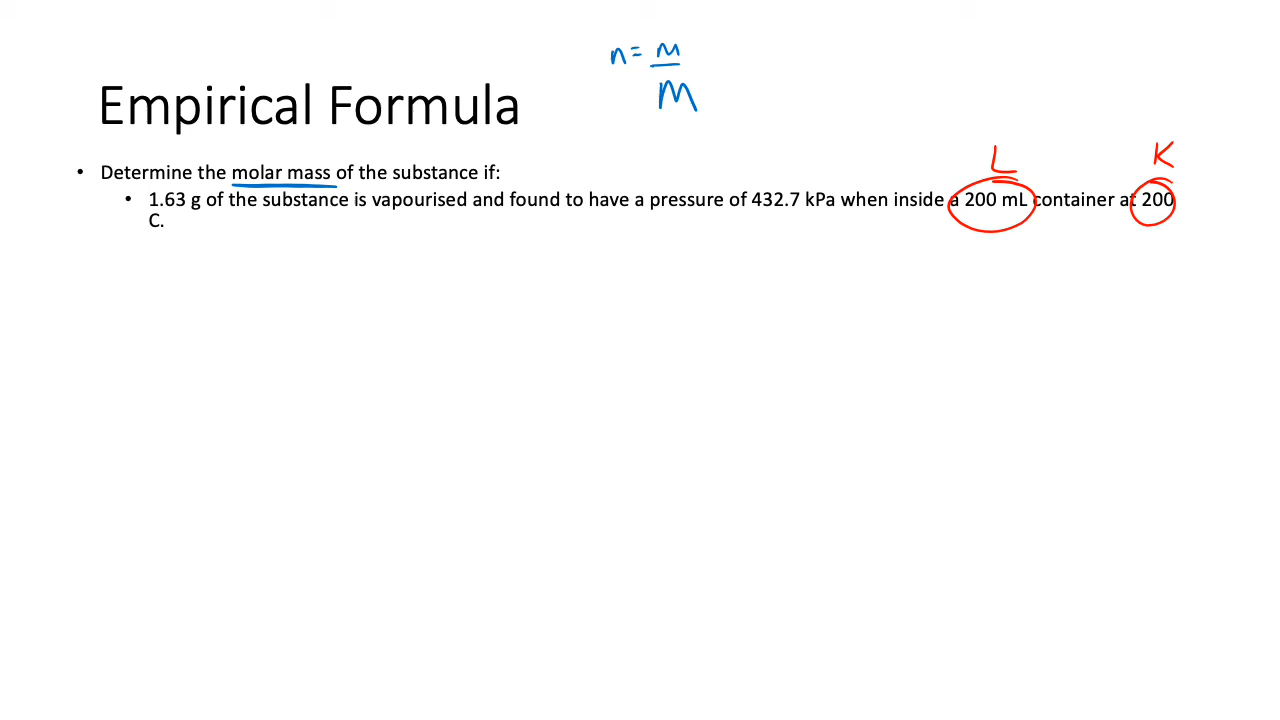 n = m
M
Empirical Formula
L K
• Determine the molar mass of the substance if:
• 1.63 g of the substance is vapourised and found to have a pressure of 432.7 kPa when inside a 200 mL container at 200
C.